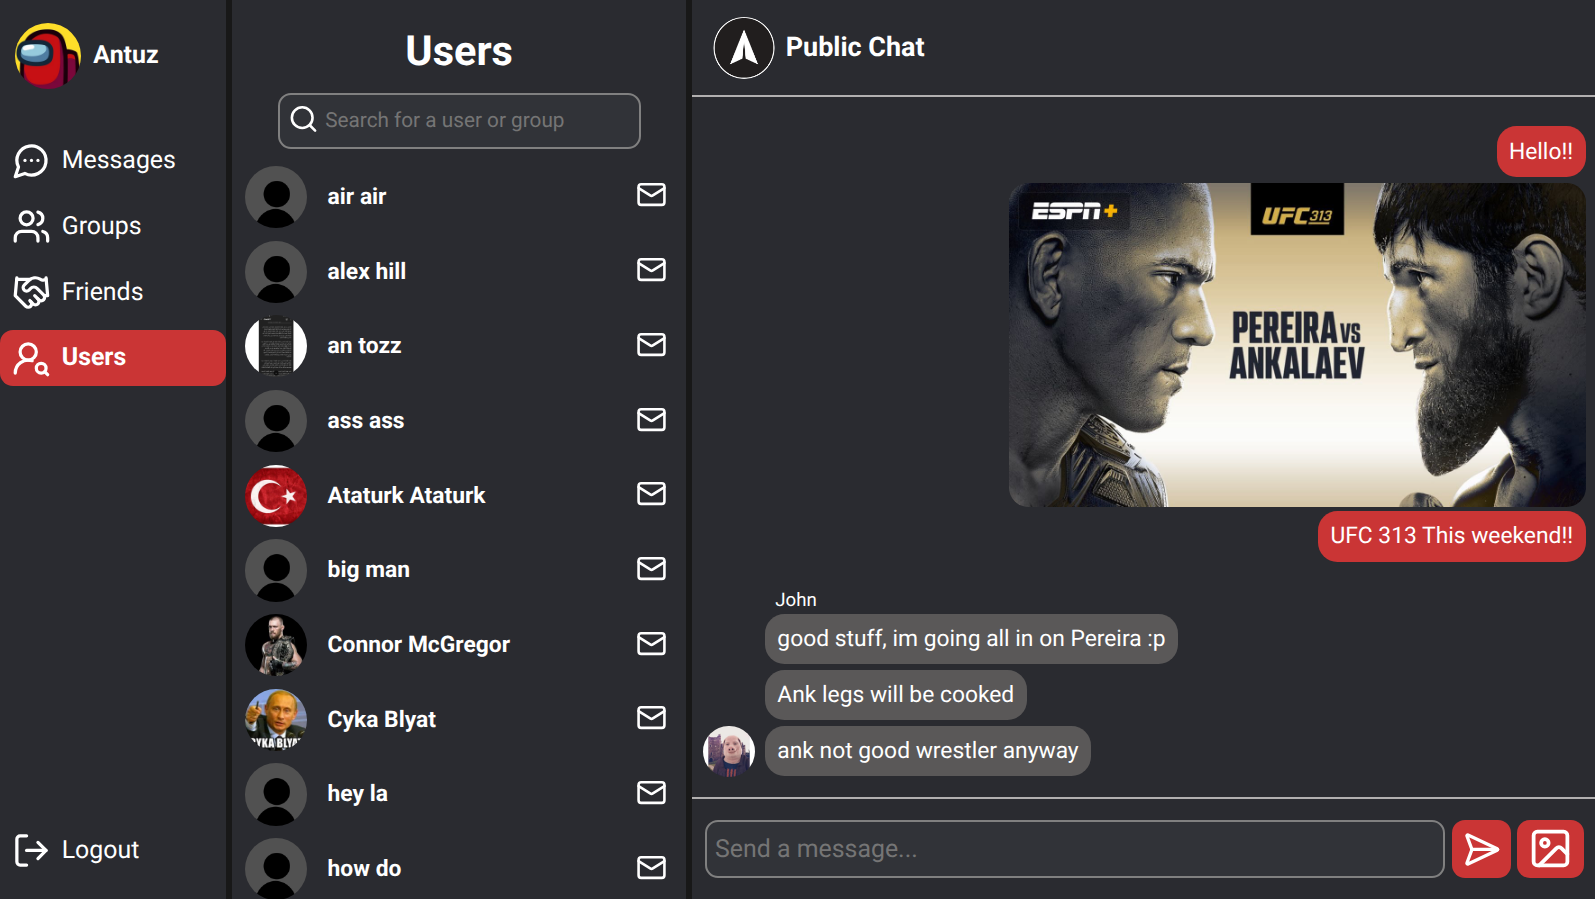 Antuz
Messages
Groups
Friends
Users
Logout
Users
Search for a user or group
air air
alex hill
an tozz
ass ass
Ataturk Ataturk
big man
Connor McGregor
Cyka Blyat
hey la
how do
Public Chat
Hello!!
ESPN+
UFC 313
PEREIRA VS
ANKALAEV
UFC 313 This weekend!!
John
good stuff, im going all in on Pereira :p
Ank legs will be cooked
ank not good wrestler anyway
Send a message...